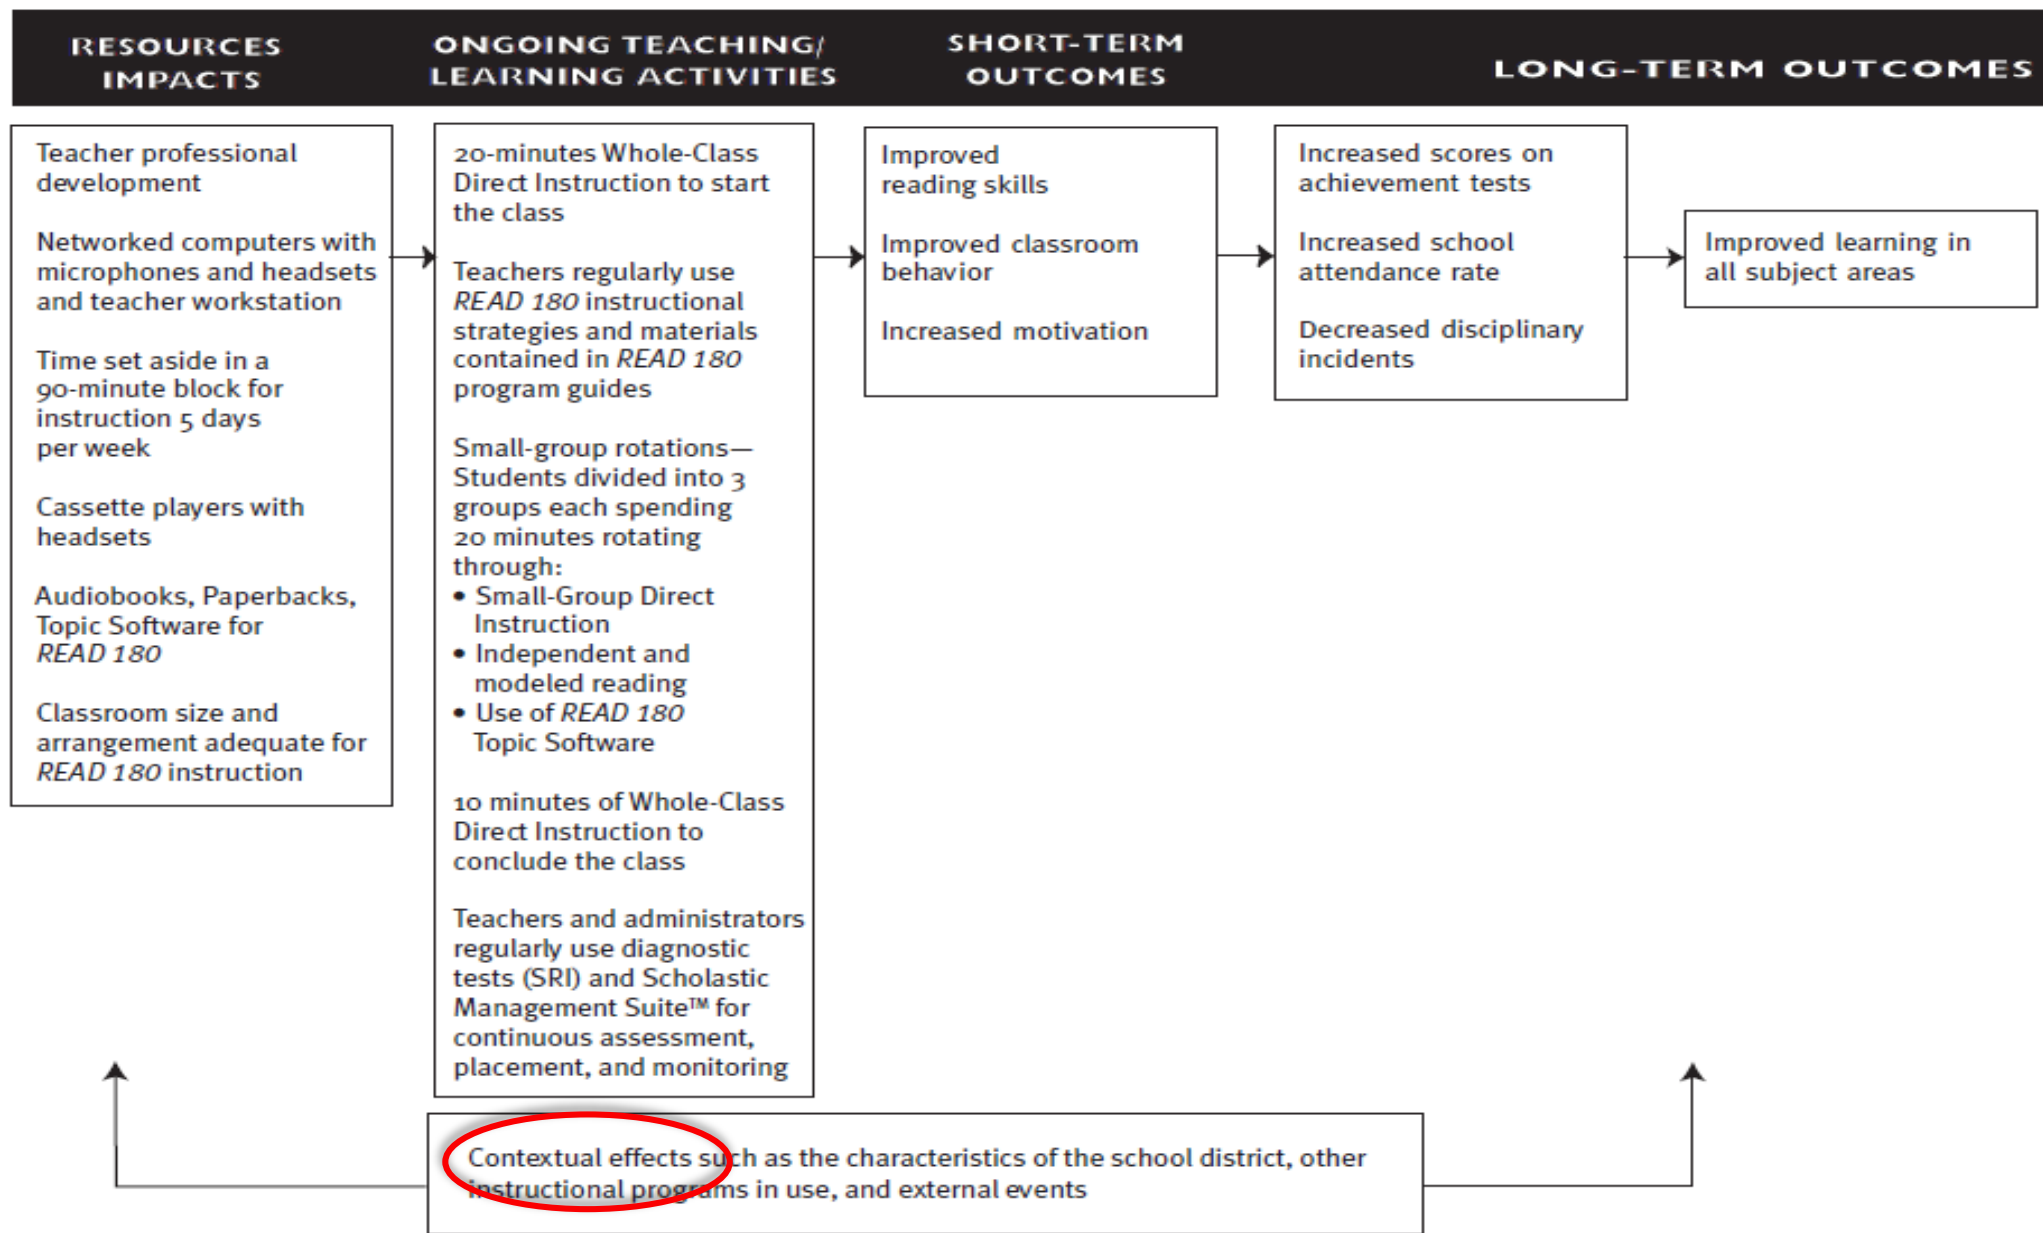 RESOURCES
IMPACTS
ONGOING TEACHING/
LEARNING ACTIVITIES
SHORT-TERM
OUTCOMES
LONG-TERM OUTCOMES
Teacher professional
development
Networked computers with
microphones and headsets
and teacher workstation
Time set aside in a
90-minute block for
instruction 5 days
per week
Cassette players with
headsets
Audiobooks, Paperbacks,
Topic Software for
READ 180
Classroom size and
arrangement adequate for
READ 180 instruction
20-minutes Whole-Class
Direct Instruction to start
the class
Teachers regularly use
READ 180 instructional
strategies and materials
contained in READ 180
program guides
Small-group rotations—
Students divided into 3
groups each spending
20 minutes rotating
through:
• Small-Group Direct
Instruction
• Independent and
modeled reading
• Use of READ 180
Topic Software
10 minutes of Whole-Class
Direct Instruction to
conclude the class
Teachers and administrators
regularly use diagnostic
tests (SRI) and Scholastic
Management Suite™ for
continuous assessment,
placement, and monitoring
Improved
reading skills
Improved classroom
behavior
Increased motivation
Increased scores on
achievement tests
Increased school
attendance rate
Decreased disciplinary
incidents
Improved learning in
all subject areas
Contextual effects such as the characteristics of the school district, other
instructional programs in use, and external events